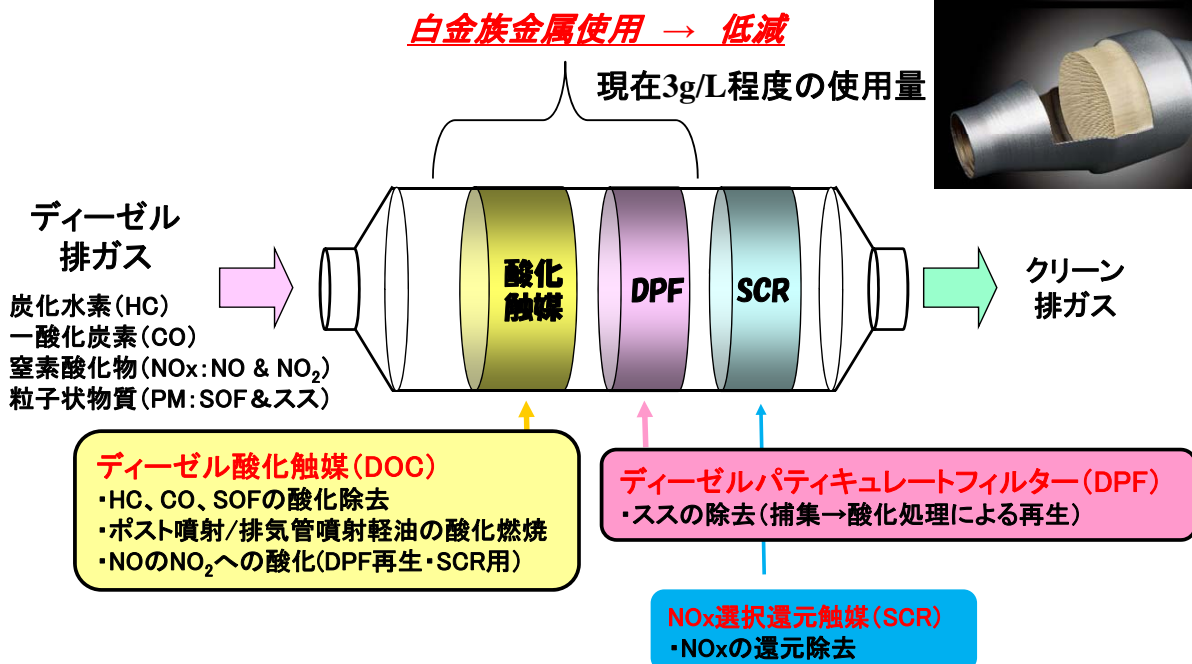 白金族金属使用 → 低減
現在3g/L程度の使用量
ディーゼル
排ガス
炭化水素(HC)
一酸化炭素(CO)
窒素酸化物(NOx:NO & NO₂)
粒子状物質(PM:SOF&スス)
酸化
触媒
DPF
SCR
クリーン
排ガス
ディーゼル酸化触媒(DOC)
・HC、CO、SOFの酸化除去
・ポスト噴射/排気管噴射軽油の酸化燃焼
・NOのNO₂への酸化(DPF再生・SCR用)
ディーゼルパティキュレートフィルター(DPF)
・ススの除去(捕集→酸化処理による再生)
NOx選択還元触媒(SCR)
・NOxの還元除去